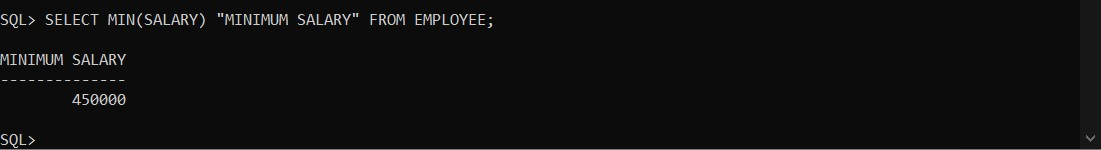 SQL> SELECT MIN(SALARY) "MINIMUM SALARY" FROM EMPLOYEE;
MINIMUM SALARY
--------------
450000
SQL>